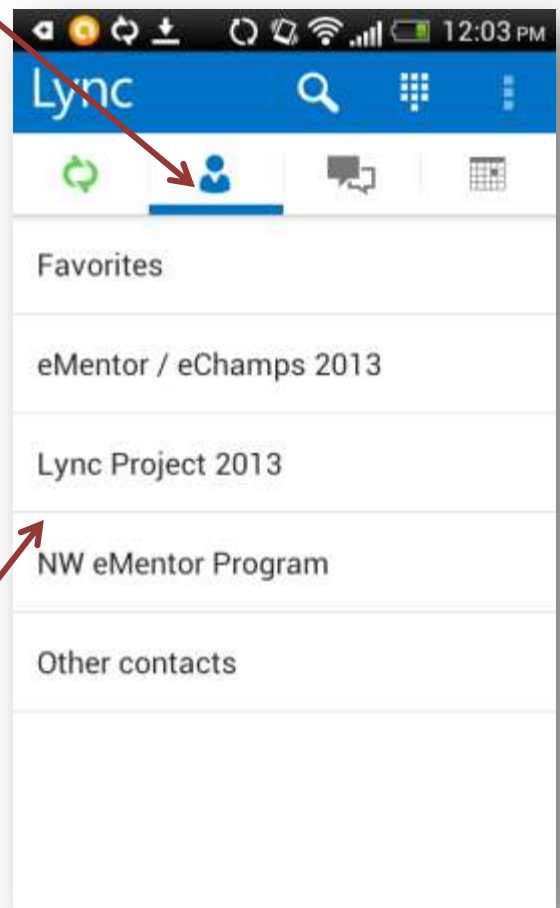 12:03 PM
Lync
Favorites
eMentor / eChamps 2013
Lync Project 2013
NW eMentor Program
Other contacts